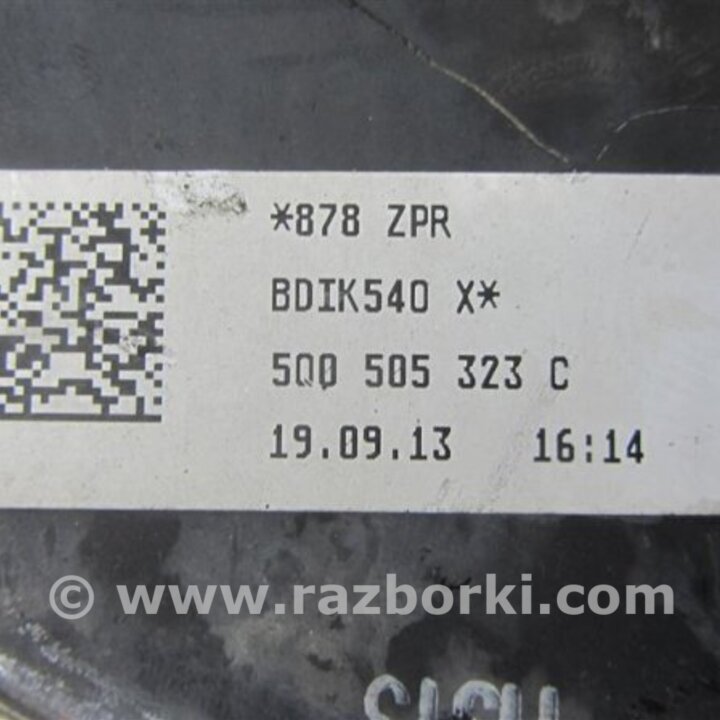 *878 ZPR
BDIK540 X*
5Q0 505 323 C
19.09.13 16:14
© www.razborki.com